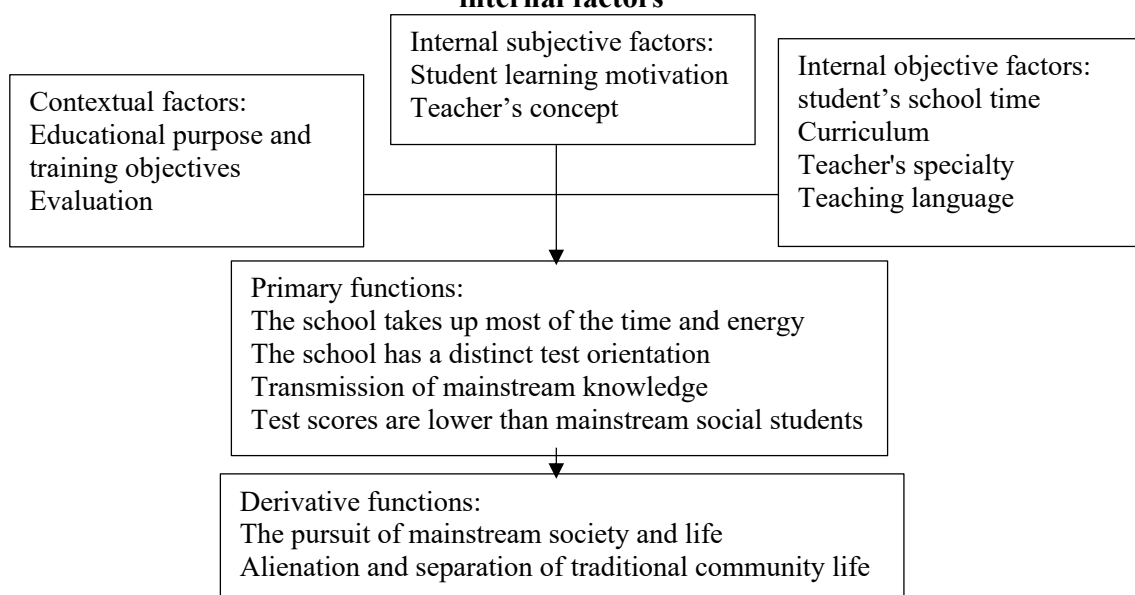 internal factors
Contextual factors:
Educational purpose and
training objectives
Evaluation
Internal subjective factors:
Student learning motivation
Teacher’s concept
Internal objective factors:
student’s school time
Curriculum
Teacher's specialty
Teaching language
Primary functions:
The school takes up most of the time and energy
The school has a distinct test orientation
Transmission of mainstream knowledge
Test scores are lower than mainstream social students
Derivative functions:
The pursuit of mainstream society and life
Alienation and separation of traditional community life